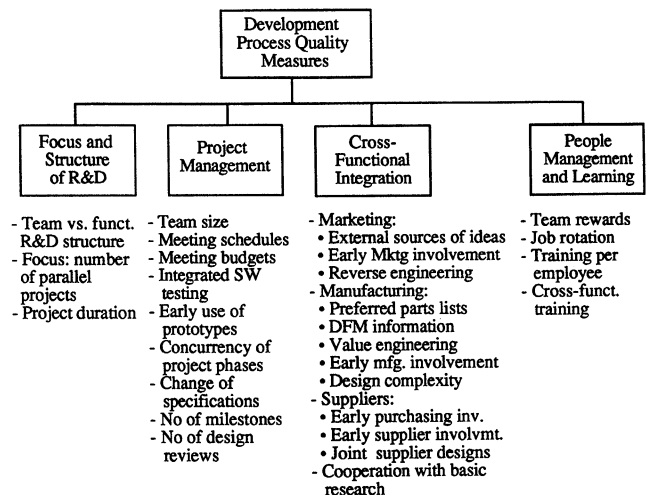 Development
Process Quality
Measures
Focus and
Structure
of R&D
Project
Management
Cross-
Functional
Integration
People
Management
and Learning
- Team vs. funct.
R&D structure
- Focus: number
of parallel
projects
- Project duration
- Team size
- Meeting schedules
- Meeting budgets
- Integrated SW
testing
- Early use of
prototypes
- Concurrency of
project phases
- Change of
specifications
- No of milestones
- No of design
reviews
- Marketing:
• External sources of ideas
• Early Mktg involvement
• Reverse engineering
- Manufacturing:
• Preferred parts lists
• DFM information
• Value engineering
• Early mfg. involvement
• Design complexity
- Suppliers:
• Early purchasing inv.
• Early supplier involvmt.
• Joint supplier designs
- Cooperation with basic
research
- Team rewards
- Job rotation
- Training per
employee
- Cross-funct.
training